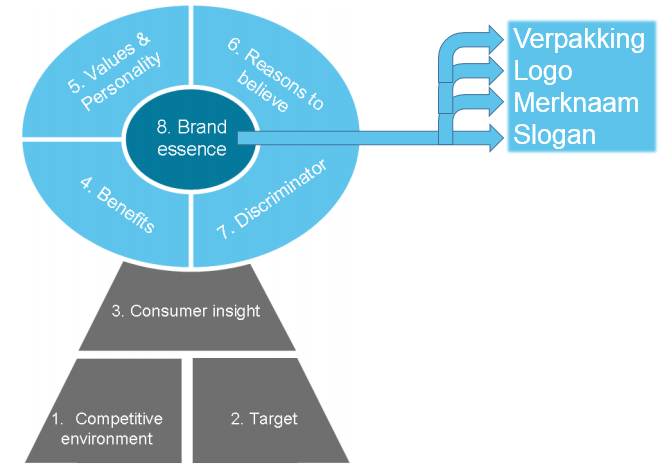 5. Values &
Personality
6. Reasons to
believe
8. Brand
essence
4. Benefits
7. Discriminator
Verpakking
Logo
Merknaam
Slogan
3. Consumer insight
1. Competitive
environment
2. Target